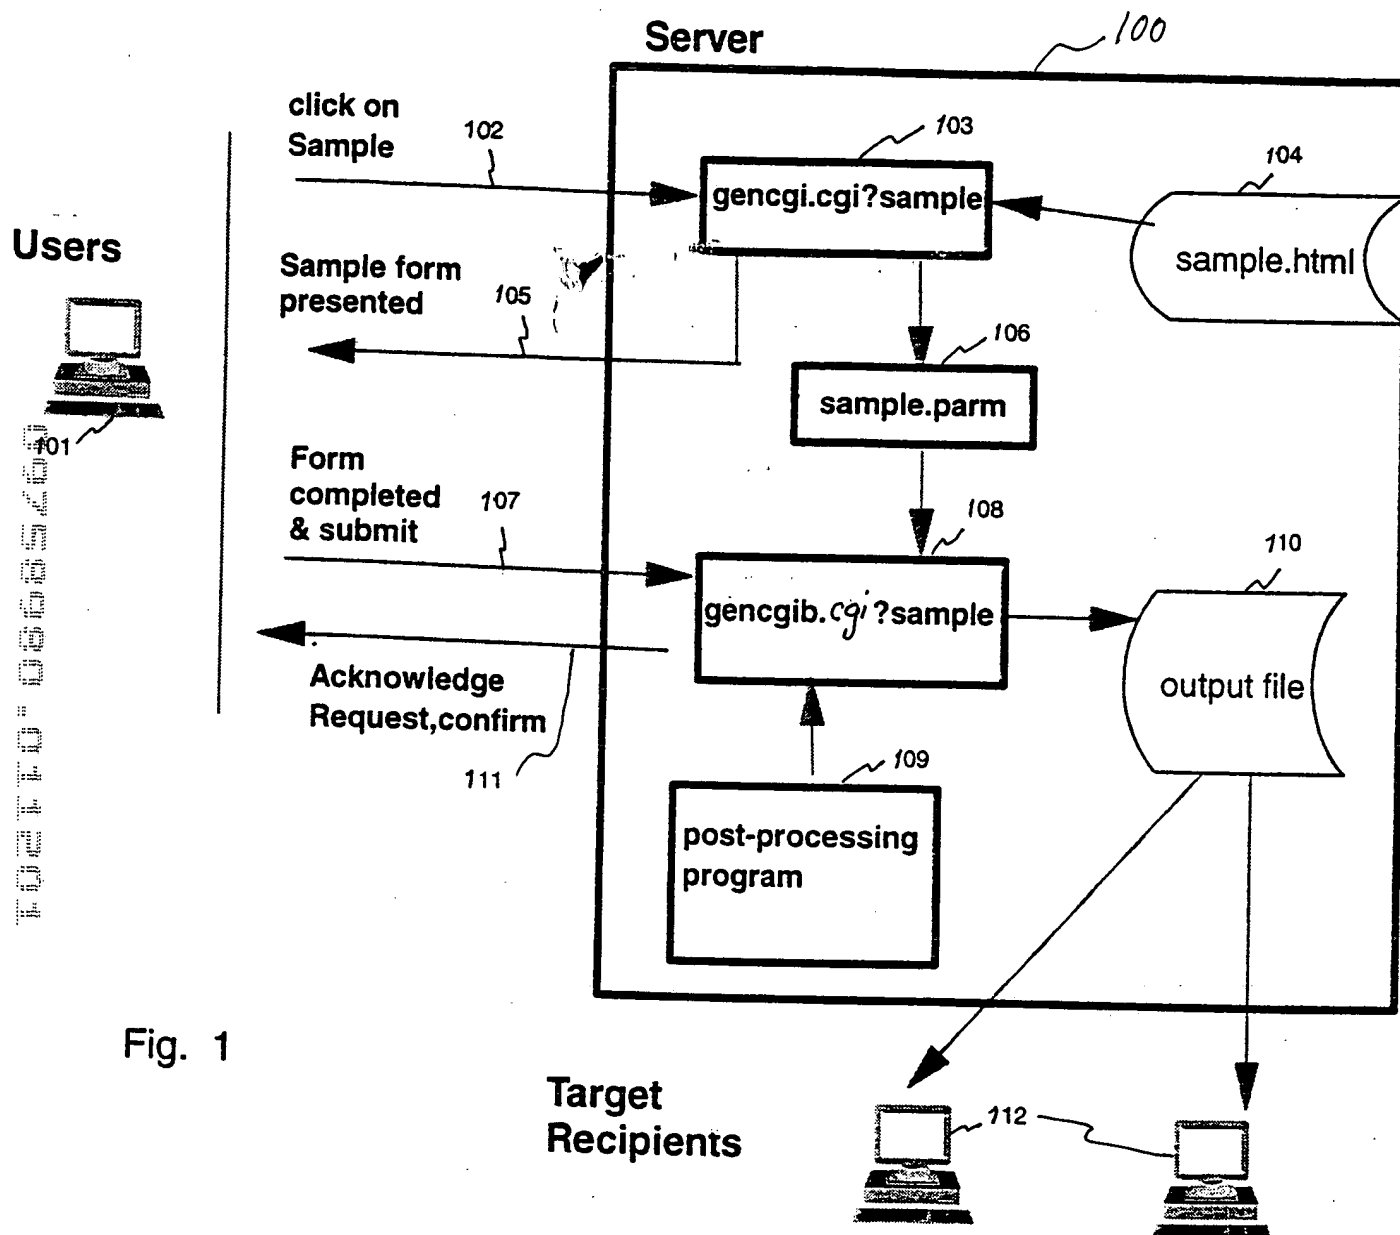 Server
100
click on
Sample
102
103
gencgi.cgi?sample
104
sample.html
Users
Sample form
presented
105
106
sample.parm
101
Form
completed
& submit
107
108
gencgib.cgi?sample
110
output file
Acknowledge
Request,confirm
111
109
post-processing
program
Fig. 1
Target
Recipients
112
09758980.011201